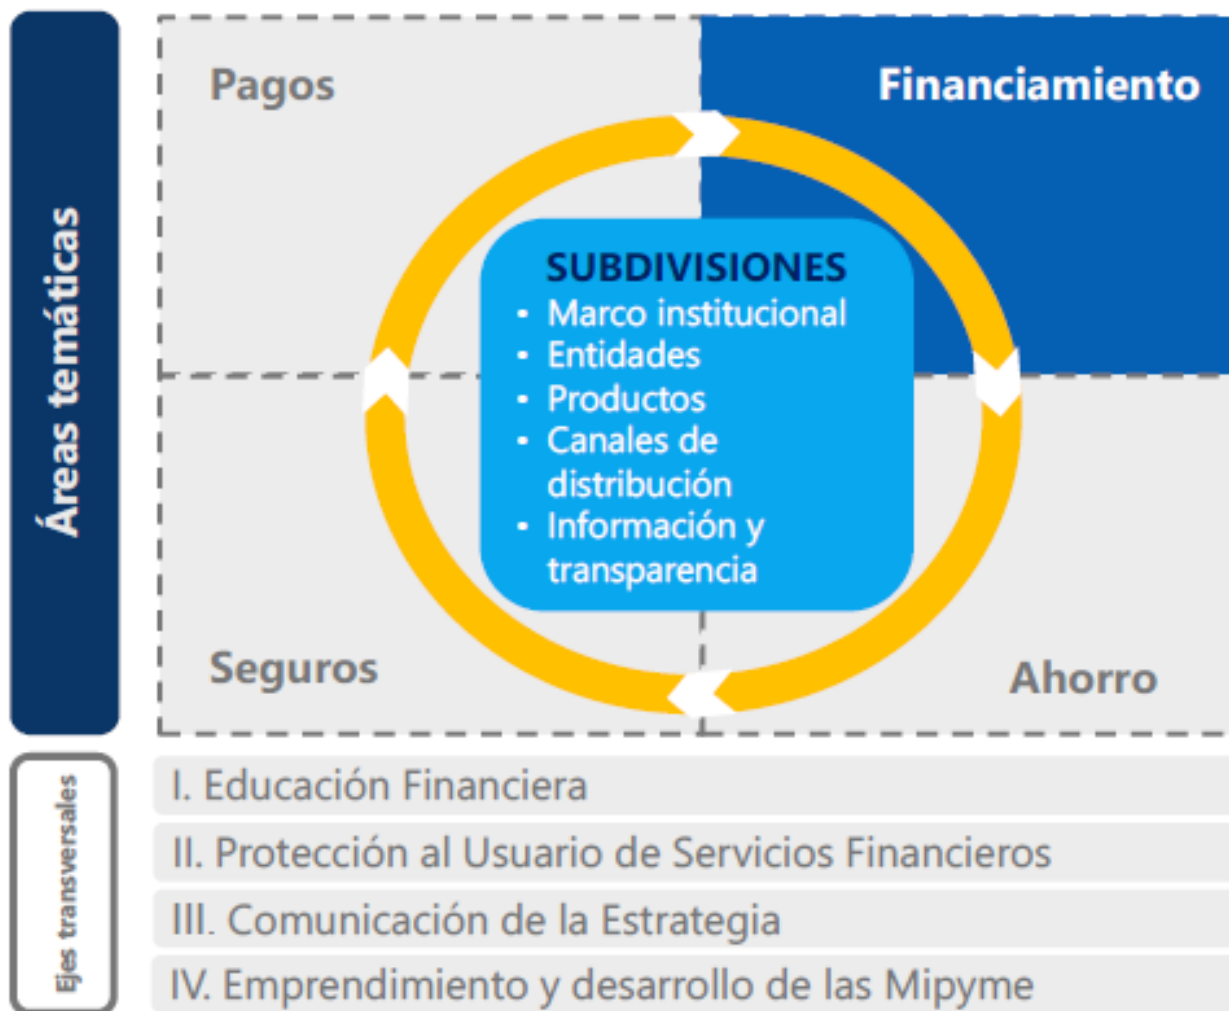 Áreas temáticas
Pagos
Financiamiento
SUBDIVISIONES
• Marco institucional
• Entidades
• Productos
• Canales de
distribución
• Información y
transparencia
Seguros
Ahorro
Ejes transversales
I. Educación Financiera
II. Protección al Usuario de Servicios Financieros
III. Comunicación de la Estrategia
IV. Emprendimiento y desarrollo de las Mipyme